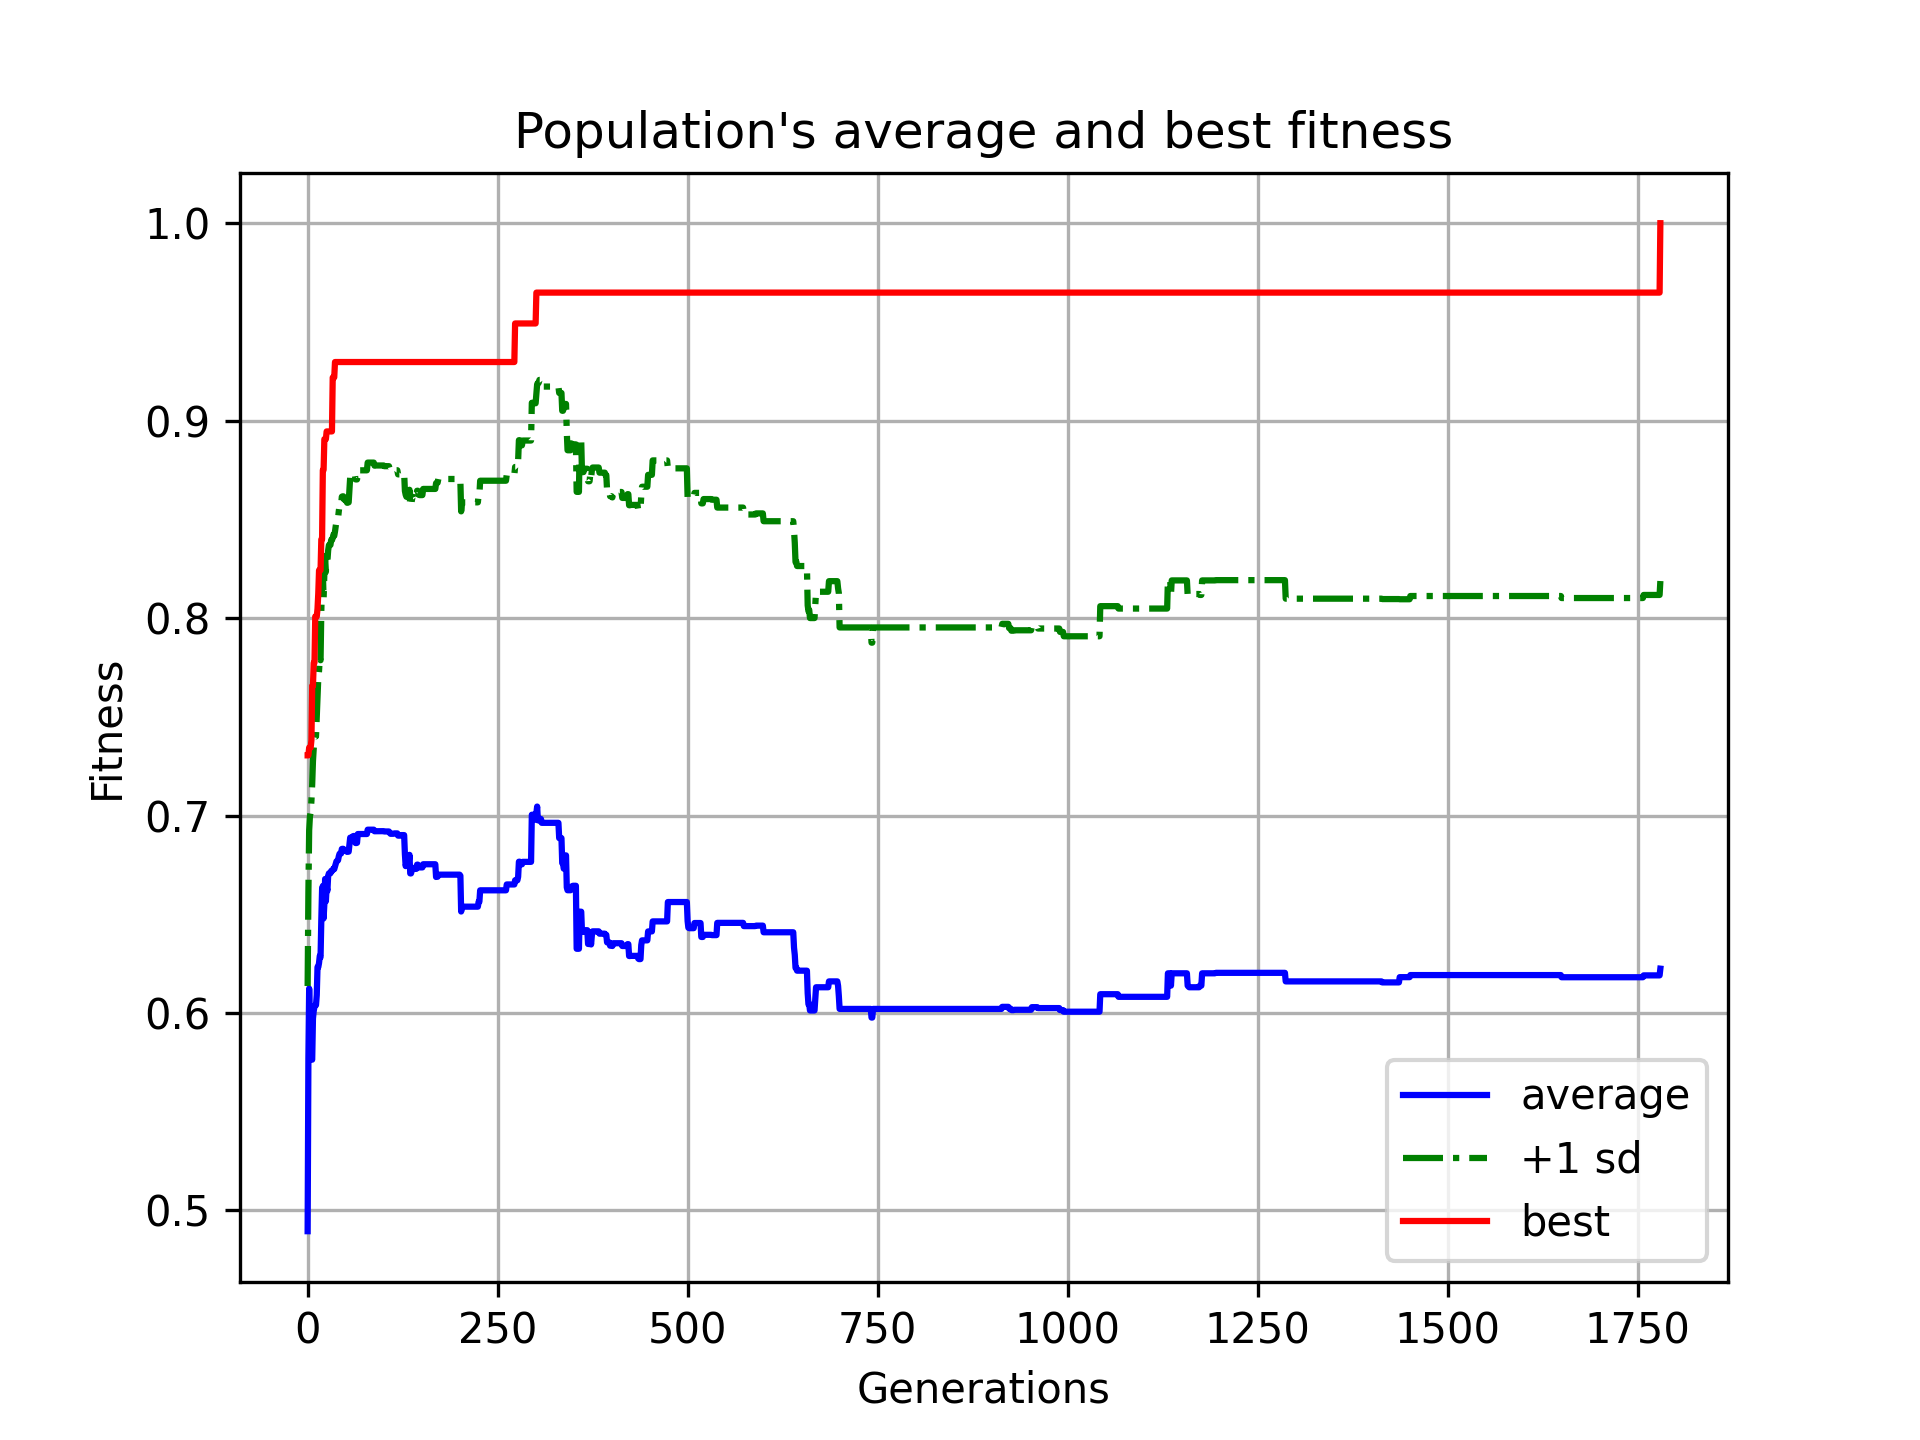 Population's average and best fitness
1.0
0.9
0.8
0.7
0.6
0.5
Fitness
average
+1 sd
best
0 250 500 750 1000 1250 1500 1750
Generations